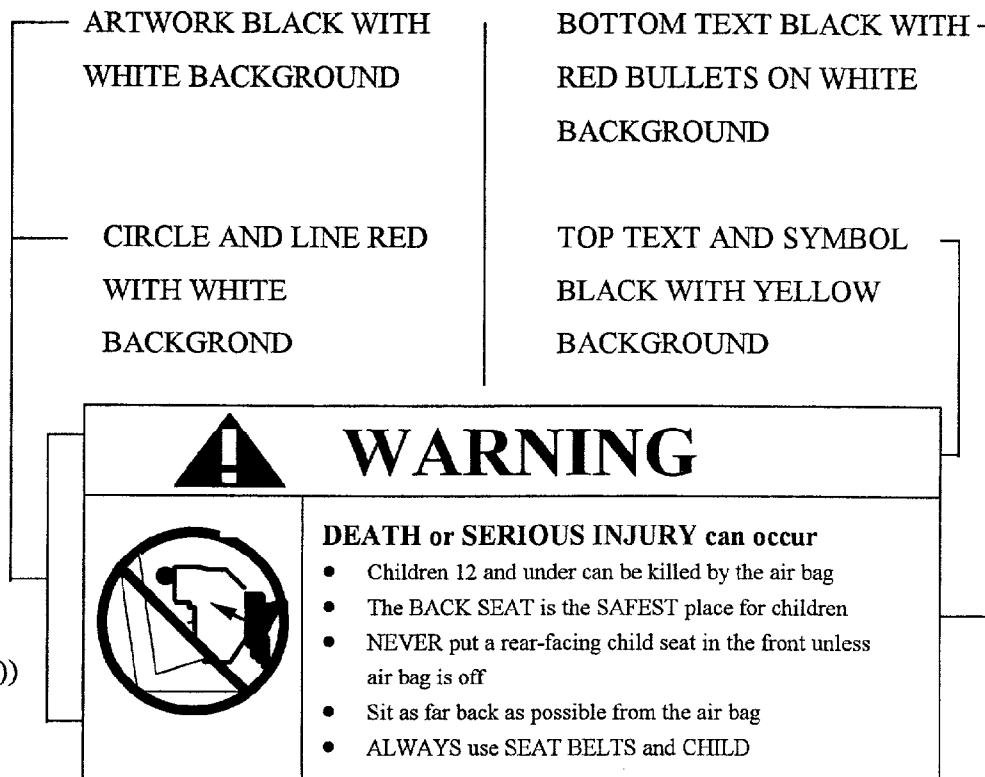 ARTWORK BLACK WITH
WHITE BACKGROUND
CIRCLE AND LINE RED
WITH WHITE
BACKGROND
BOTTOM TEXT BLACK WITH
RED BULLETS ON WHITE
BACKGROUND
TOP TEXT AND SYMBOL
BLACK WITH YELLOW
BACKGROUND
WARNING
DEATH or SERIOUS INJURY can occur
• Children 12 and under can be killed by the air bag
• The BACK SEAT is the SAFEST place for children
• NEVER put a rear-facing child seat in the front unless
air bag is off
• Sit as far back as possible from the air bag
• ALWAYS use SEAT BELTS and CHILD
))